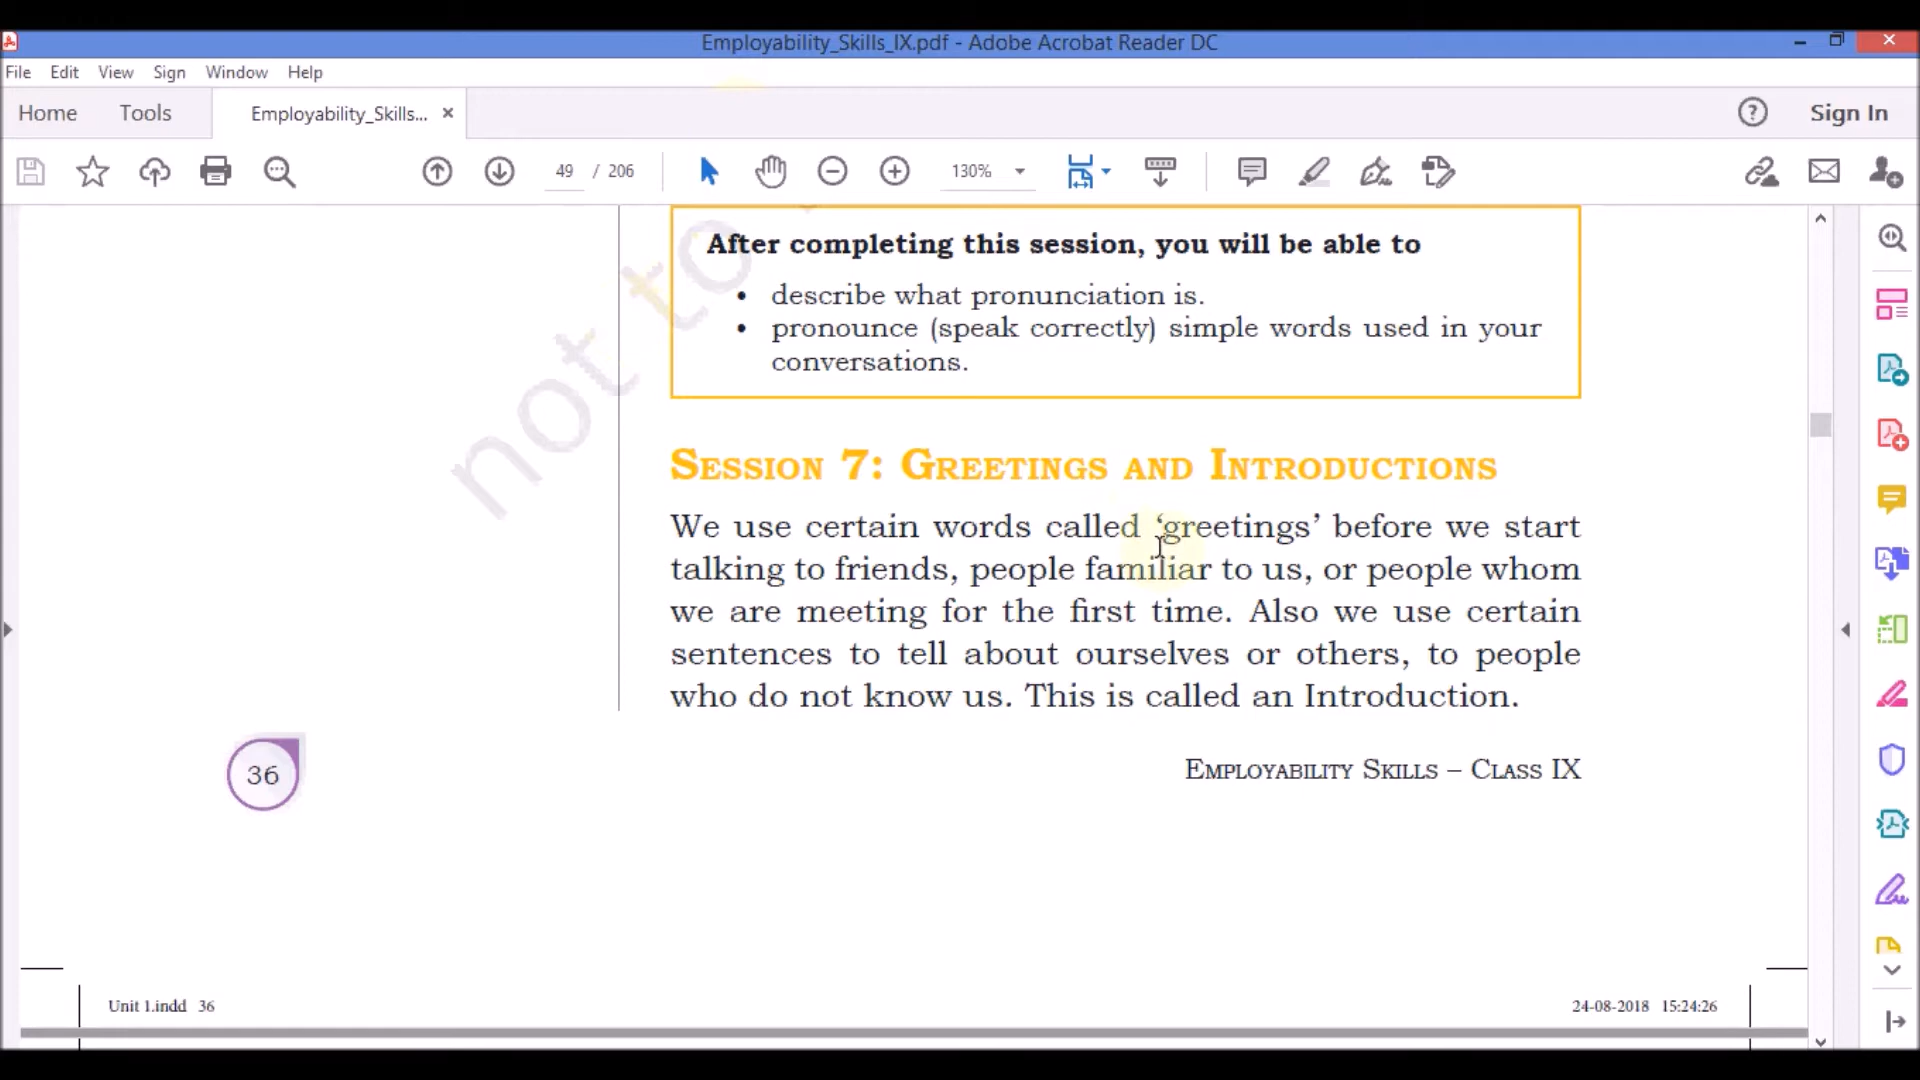 Employability_Skills_IX.pdf - Adobe Acrobat Reader DC
File Edit View Sign Window Help
Home Tools Employability_Skills... × Sign In
49 / 206 130%
After completing this session, you will be able to
• describe what pronunciation is.
• pronounce (speak correctly) simple words used in your
conversations.
not to
SESSION 7: GREETINGS AND INTRODUCTIONS
We use certain words called ‘greetings’ before we start
talking to friends, people familiar to us, or people whom
we are meeting for the first time. Also we use certain
sentences to tell about ourselves or others, to people
who do not know us. This is called an Introduction.
36
EMPLOYABILITY SKILLS – CLASS IX
Unit 1.indd 36
24-08-2018 15:24:26